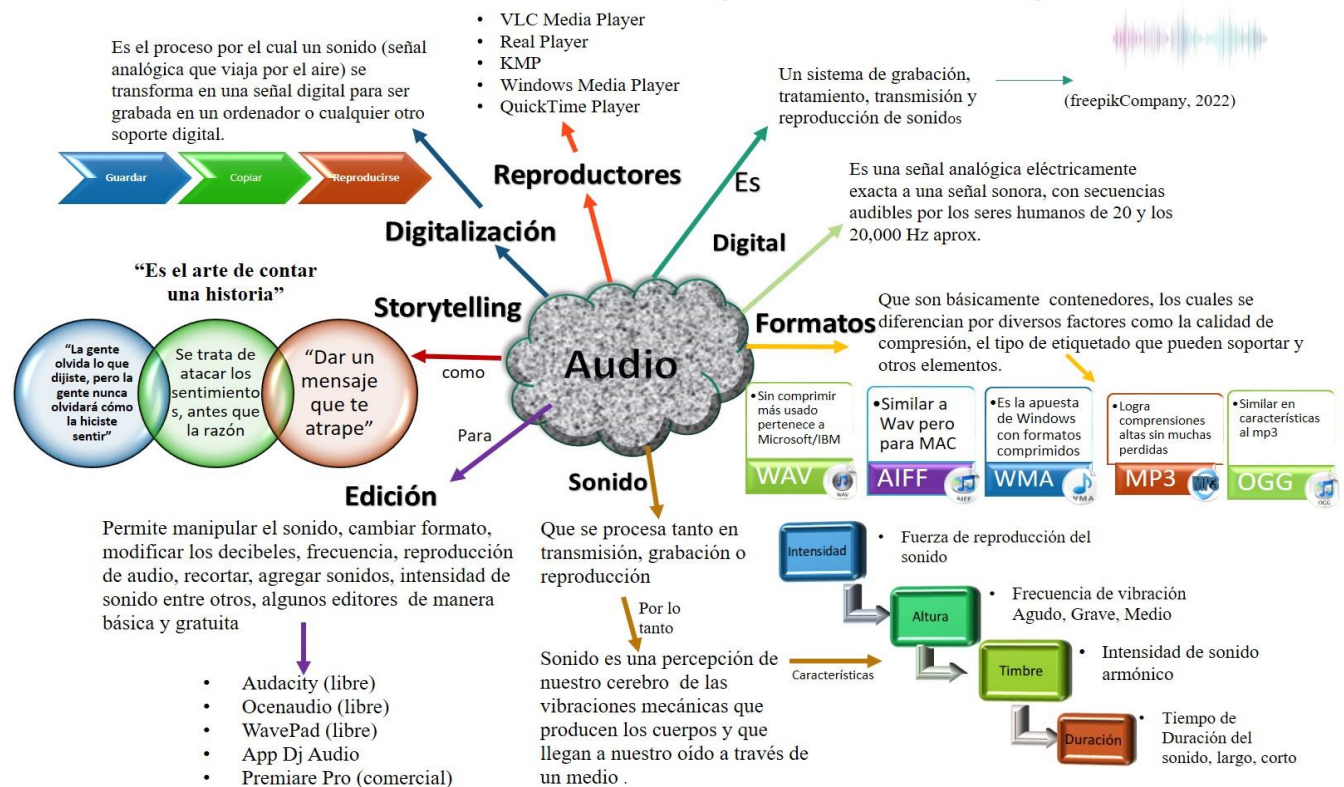 Es el proceso por el cual un sonido (señal
analógica que viaja por el aire) se
transforma en una señal digital para ser
grabada en un ordenador o cualquier otro
soporte digital.
Guardar
Copiar
Reproducirse
Digitalización
• VLC Media Player
• Real Player
• KMP
• Windows Media Player
• QuickTime Player
Reproductores
Un sistema de grabación,
tratamiento, transmisión y
reproducción de sonidos
(freepikCompany, 2022)
Es
Digital
Es una señal analógica eléctricamente
exacta a una señal sonora, con secuencias
audibles por los seres humanos de 20 y los
20,000 Hz aprox.
“Es el arte de contar
una historia”
Storytelling
"La gente
olvida lo que
dijiste, pero la
gente nunca
olvidará cómo
la hiciste
sentir"
Se trata de
atacar los
sentimiento
s, antes que
la razón
“Dar un
mensaje
que te
atrape”
como
Audio
Formatos
Que son básicamente contenedores, los cuales se
diferencian por diversos factores como la calidad de
compresión, el tipo de etiquetado que pueden soportar y
otros elementos.
•Sin comprimir
más usado
pertenece a
Microsoft/IBM
WAV
WAV
•Similar a
Wav pero
para MAC
AIFF
AIFF
•Es la apuesta
de Windows
con formatos
comprimidos
WMA
WMA
•Logra
comprensiones
altas sin muchas
perdidas
MP3
MP3
•Similar en
características
al mp3
OGG
OGG
Para
Edición
Permite manipular el sonido, cambiar formato,
modificar los decibeles, frecuencia, reproducción
de audio, recortar, agregar sonidos, intensidad de
sonido entre otros, algunos editores de manera
básica y gratuita
• Audacity (libre)
• Ocenaudio (libre)
• WavePad (libre)
• App Dj Audio
• Premiare Pro (comercial)
Sonido
Que se procesa tanto en
transmisión, grabación o
reproducción
Por lo
tanto
Sonido es una percepción de
nuestro cerebro de las
vibraciones mecánicas que
producen los cuerpos y que
llegan a nuestro oído a través de
un medio .
Características
Intensidad
• Fuerza de reproducción del
sonido
Altura
• Frecuencia de vibración
Agudo, Grave, Medio
Timbre
• Intensidad de sonido
armónico
Duración
• Tiempo de
Duración del
sonido, largo, corto